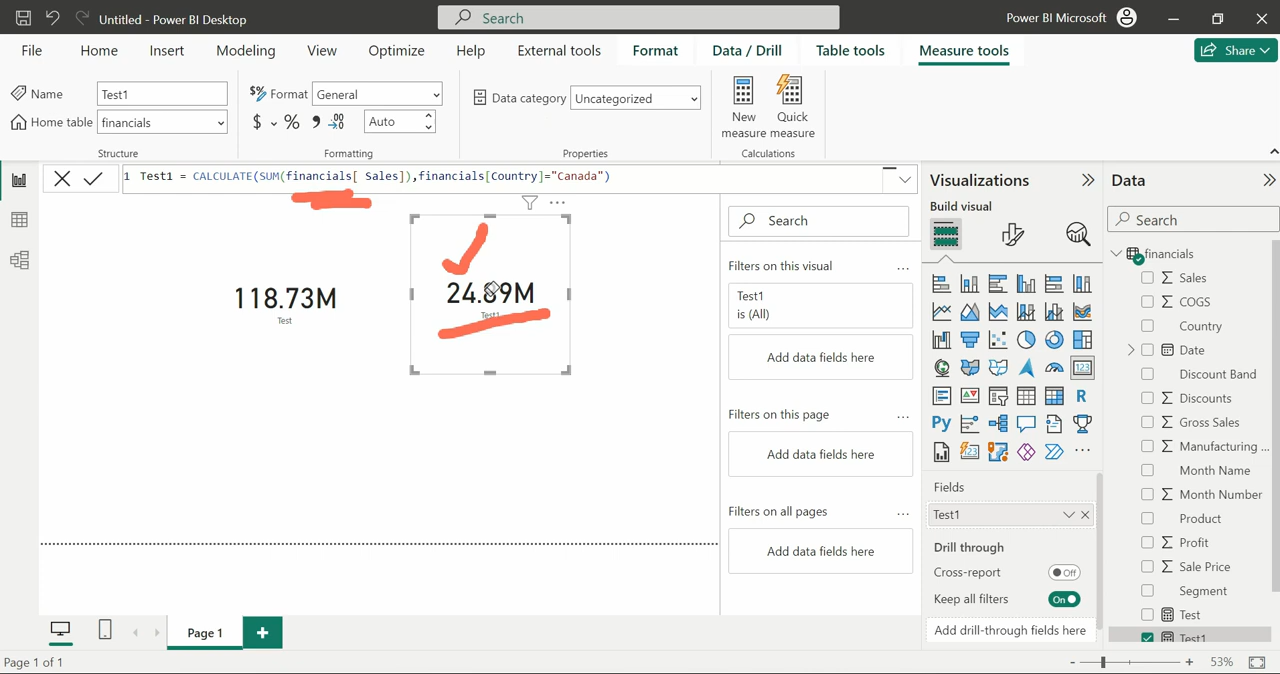 Untitled - Power BI Desktop
Search
Power BI Microsoft
File
Home
Insert
Modeling
View
Optimize
Help
External tools
Format
Data / Drill
Table tools
Measure tools
Share
Name
Test1
Home table
financials
Structure
$% Format
General
$ % , .00
Auto
Formatting
Data category
Uncategorized
Properties
New
measure
Quick
measure
Calculations
1 Test1 = CALCULATE(SUM(financials[ Sales]),financials[Country]="Canada")
118.73M
Test
24.89M
Test1
Search
Filters on this visual
Test1
is (All)
Add data fields here
Filters on this page
Add data fields here
Filters on all pages
Add data fields here
Visualizations
Build visual
123
R
Py
123
Fields
Test1
Drill through
Cross-report
Off
Keep all filters
On
Add drill-through fields here
Data
Search
financials
Sales
COGS
Country
Date
Discount Band
Discounts
Gross Sales
Manufacturing ...
Month Name
Month Number
Product
Profit
Sale Price
Segment
Test
Test1
Page 1
Page 1 of 1
- + 53%